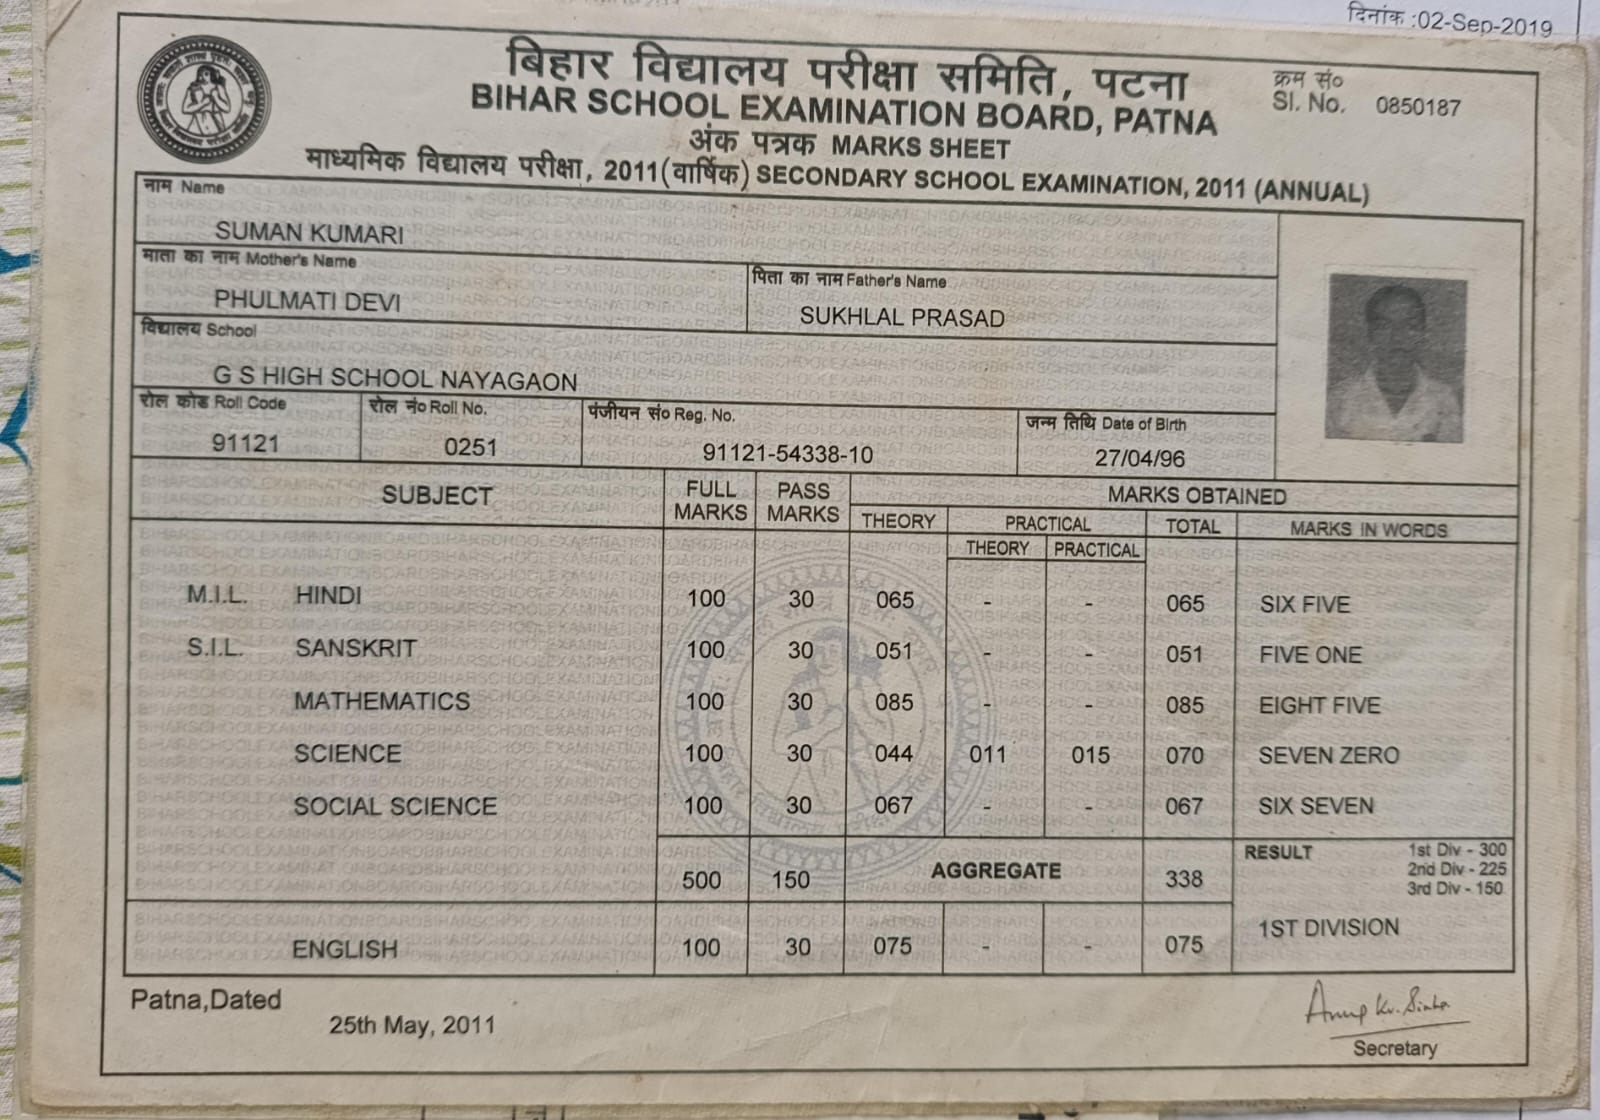 दिनांक :02-Sep-2019
बिहार विद्यालय परीक्षा समिति, पटना
BIHAR SCHOOL EXAMINATION BOARD, PATNA
क्रम सं०
Sl. No. 0850187
अंक पत्रक MARKS SHEET
माध्यमिक विद्यालय परीक्षा, 2011(वार्षिक) SECONDARY SCHOOL EXAMINATION, 2011 (ANNUAL)
नाम Name
SUMAN KUMARI
माता का नाम Mother's Name
PHULMATI DEVI
पिता का नाम Father's Name
SUKHLAL PRASAD
विद्यालय School
G S HIGH SCHOOL NAYAGAON
रोल कोड Roll Code
91121
रोल नं० Roll No.
0251
पंजीयन सं० Reg. No.
91121-54338-10
जन्म तिथि Date of Birth
27/04/96
SUBJECT FULL MARKS PASS MARKS MARKS OBTAINED
THEORY PRACTICAL TOTAL MARKS IN WORDS
THEORY PRACTICAL
M.I.L. HINDI 100 30 065 - - 065 SIX FIVE
S.I.L. SANSKRIT 100 30 051 - - 051 FIVE ONE
MATHEMATICS 100 30 085 - - 085 EIGHT FIVE
SCIENCE 100 30 044 011 015 070 SEVEN ZERO
SOCIAL SCIENCE 100 30 067 - - 067 SIX SEVEN
500 150 AGGREGATE 338
RESULT 1st Div - 300
2nd Div - 225
3rd Div - 150
1ST DIVISION
ENGLISH 100 30 075 - - 075
Patna,Dated
25th May, 2011
Anup Kr. Sinha
Secretary